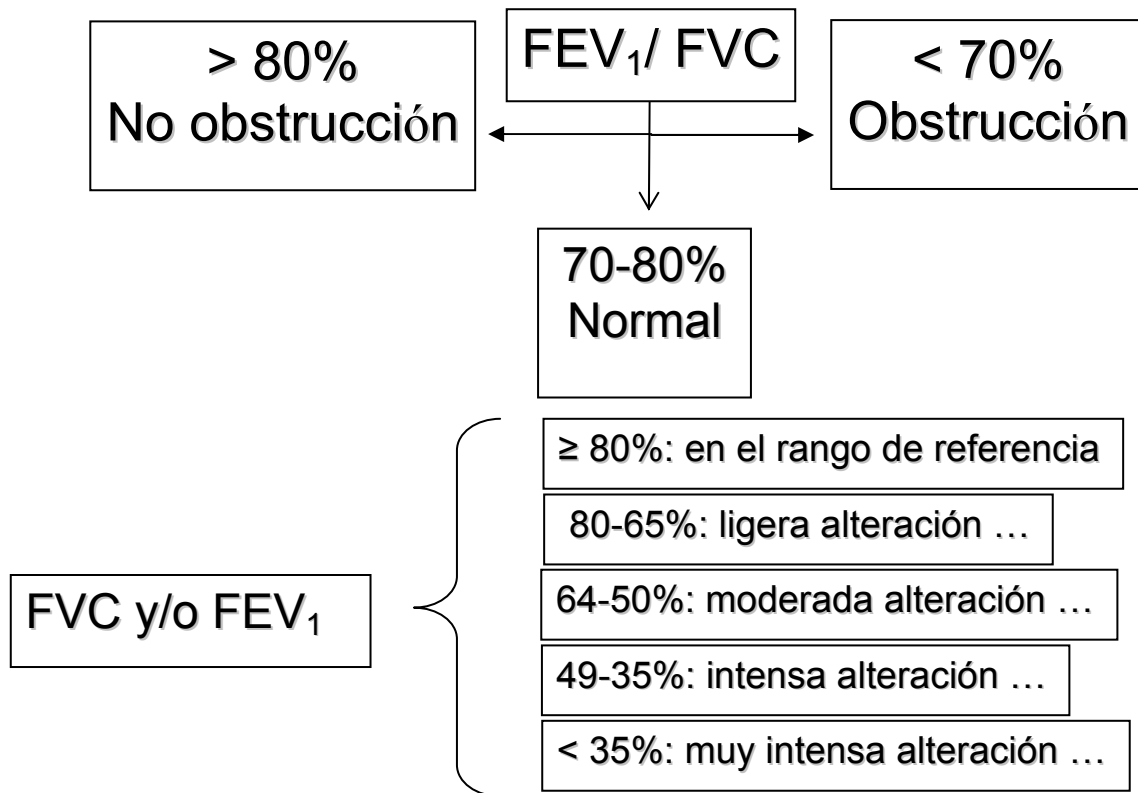 FEV₁/ FVC
> 80%
No obstrucción
< 70%
Obstrucción
70-80%
Normal
FVC y/o FEV₁
≥ 80%: en el rango de referencia
80-65%: ligera alteración …
64-50%: moderada alteración …
49-35%: intensa alteración …
< 35%: muy intensa alteración …